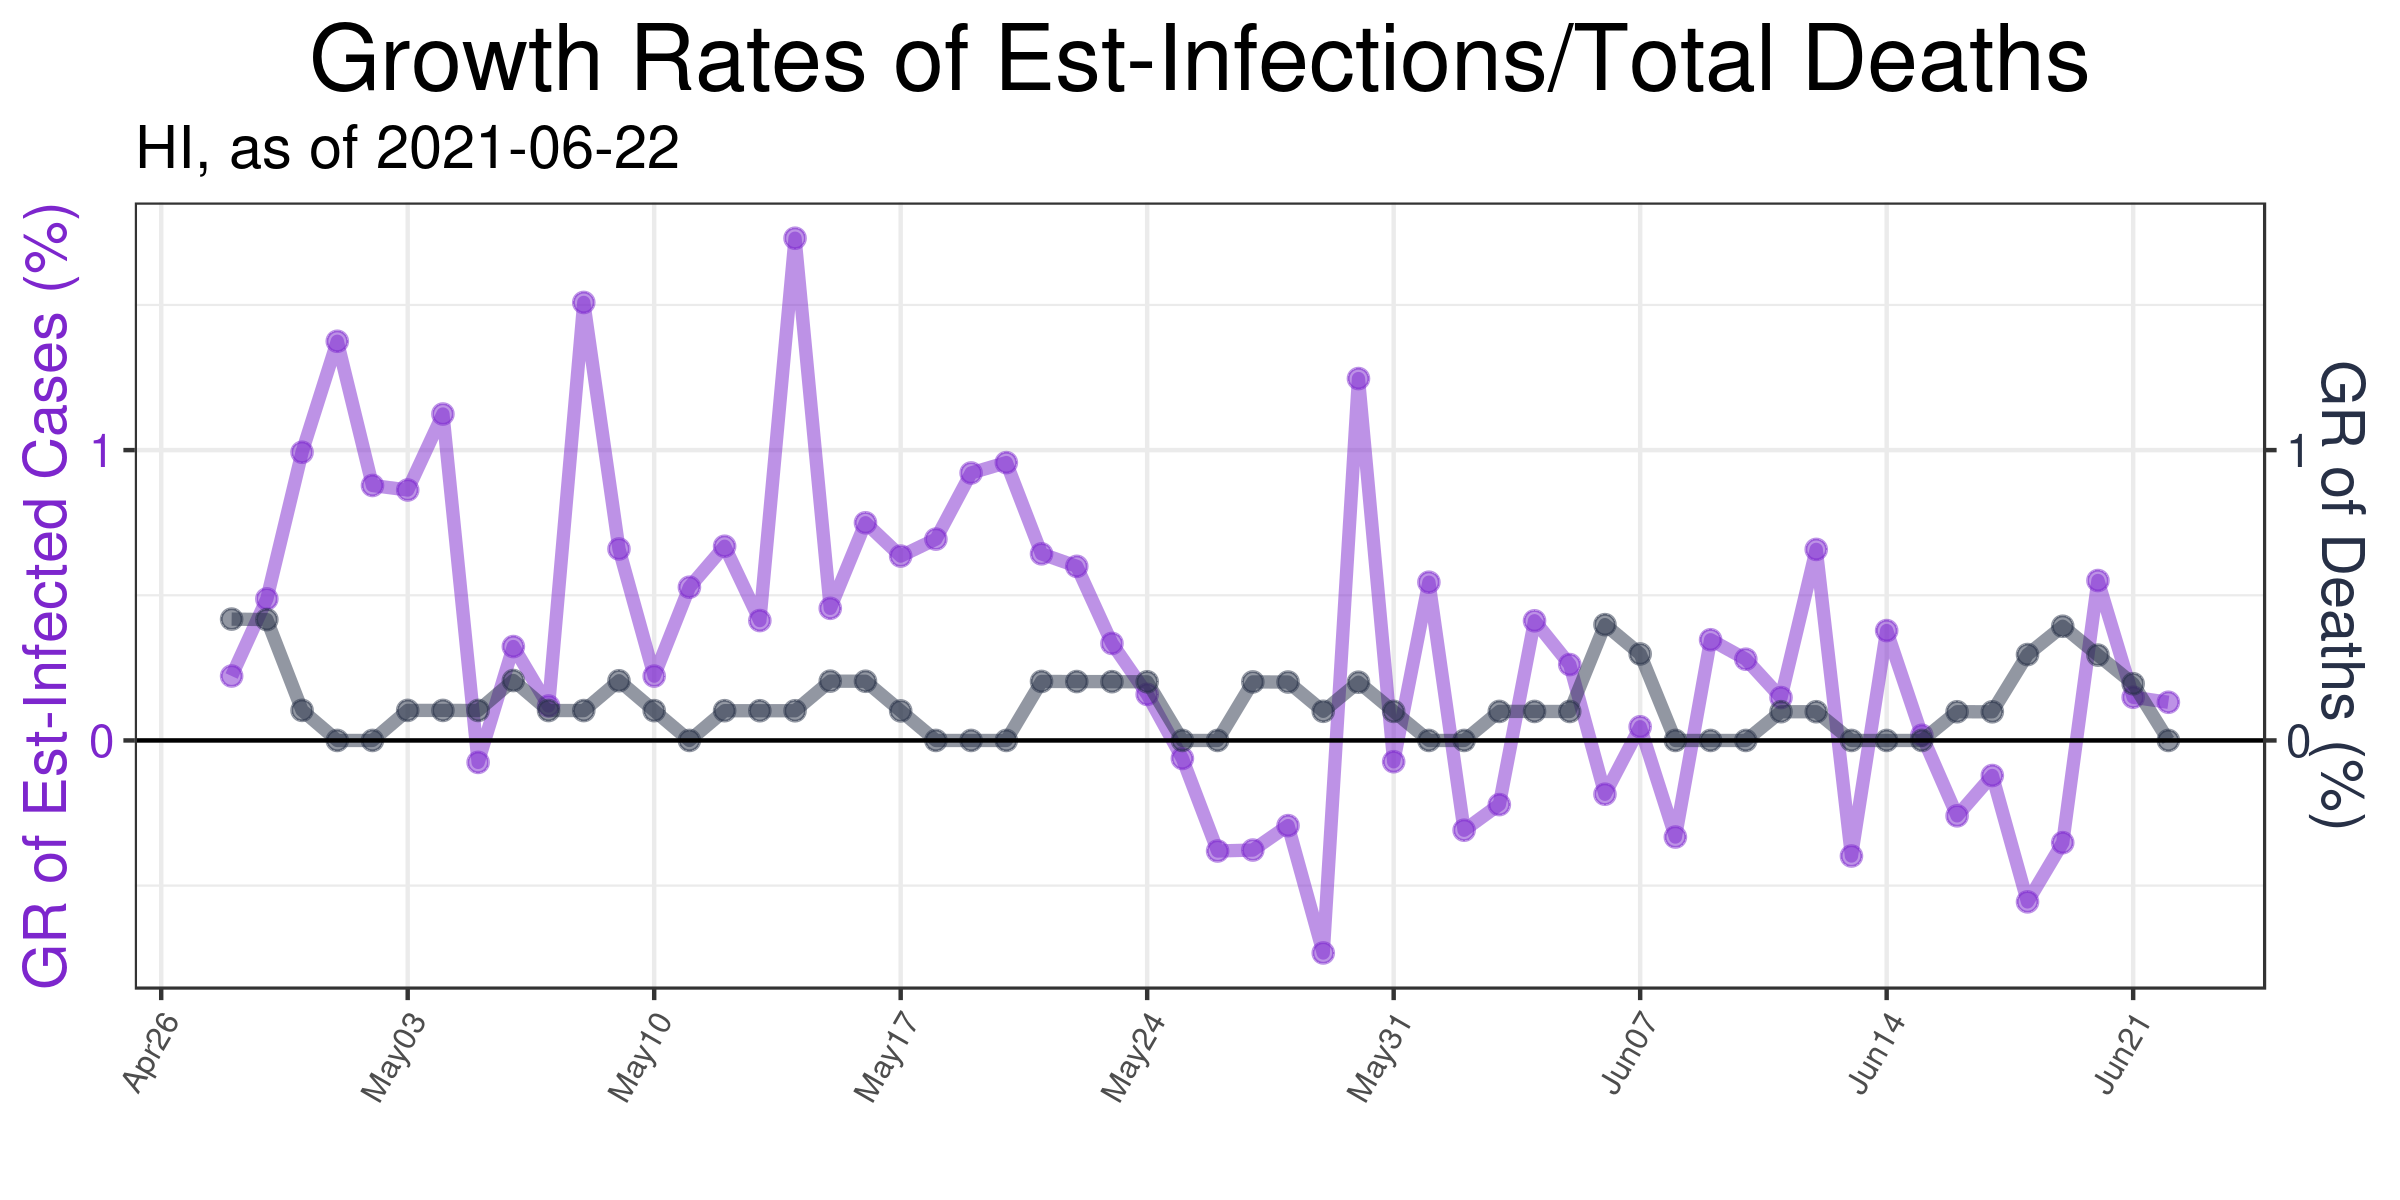 Growth Rates of Est-Infections/Total Deaths
HI, as of 2021-06-22
GR of Est-Infected Cases (%)
1
0
GR of Deaths (%)
1
0
Apr26
May03
May10
May17
May24
May31
Jun07
Jun14
Jun21